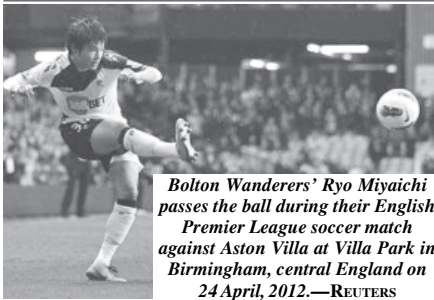 Bolton Wanderers’ Ryo Miyaichi
passes the ball during their English
Premier League soccer match
against Aston Villa at Villa Park in
Birmingham, central England on
24 April, 2012.—REUTERS